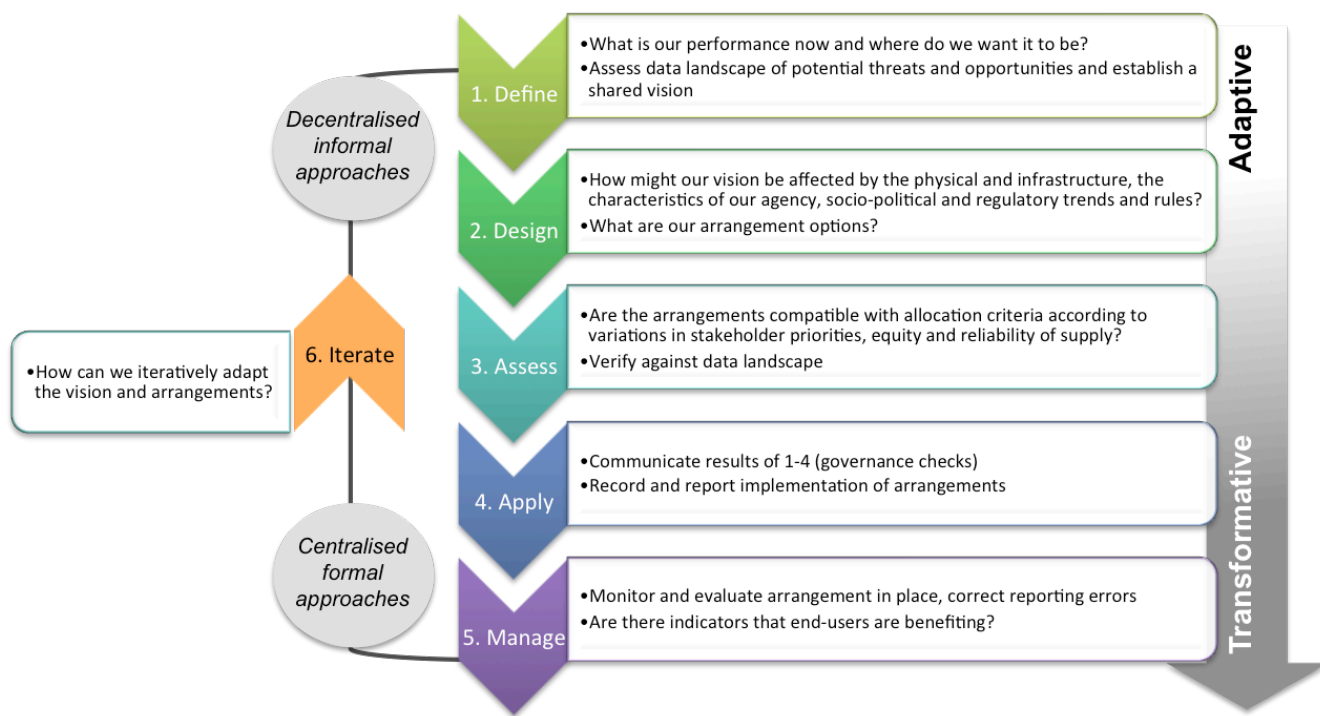 1. Define
•What is our performance now and where do we want it to be?
•Assess data landscape of potential threats and opportunities and establish a
shared vision
2. Design
•How might our vision be affected by the physical and infrastructure, the
characteristics of our agency, socio-political and regulatory trends and rules?
•What are our arrangement options?
3. Assess
•Are the arrangements compatible with allocation criteria according to
variations in stakeholder priorities, equity and reliability of supply?
•Verify against data landscape
4. Apply
•Communicate results of 1-4 (governance checks)
•Record and report implementation of arrangements
5. Manage
•Monitor and evaluate arrangement in place, correct reporting errors
•Are there indicators that end-users are benefiting?
6. Iterate
•How can we iteratively adapt
the vision and arrangements?
Decentralised
informal
approaches
Centralised
formal
approaches
Adaptive
Transformative